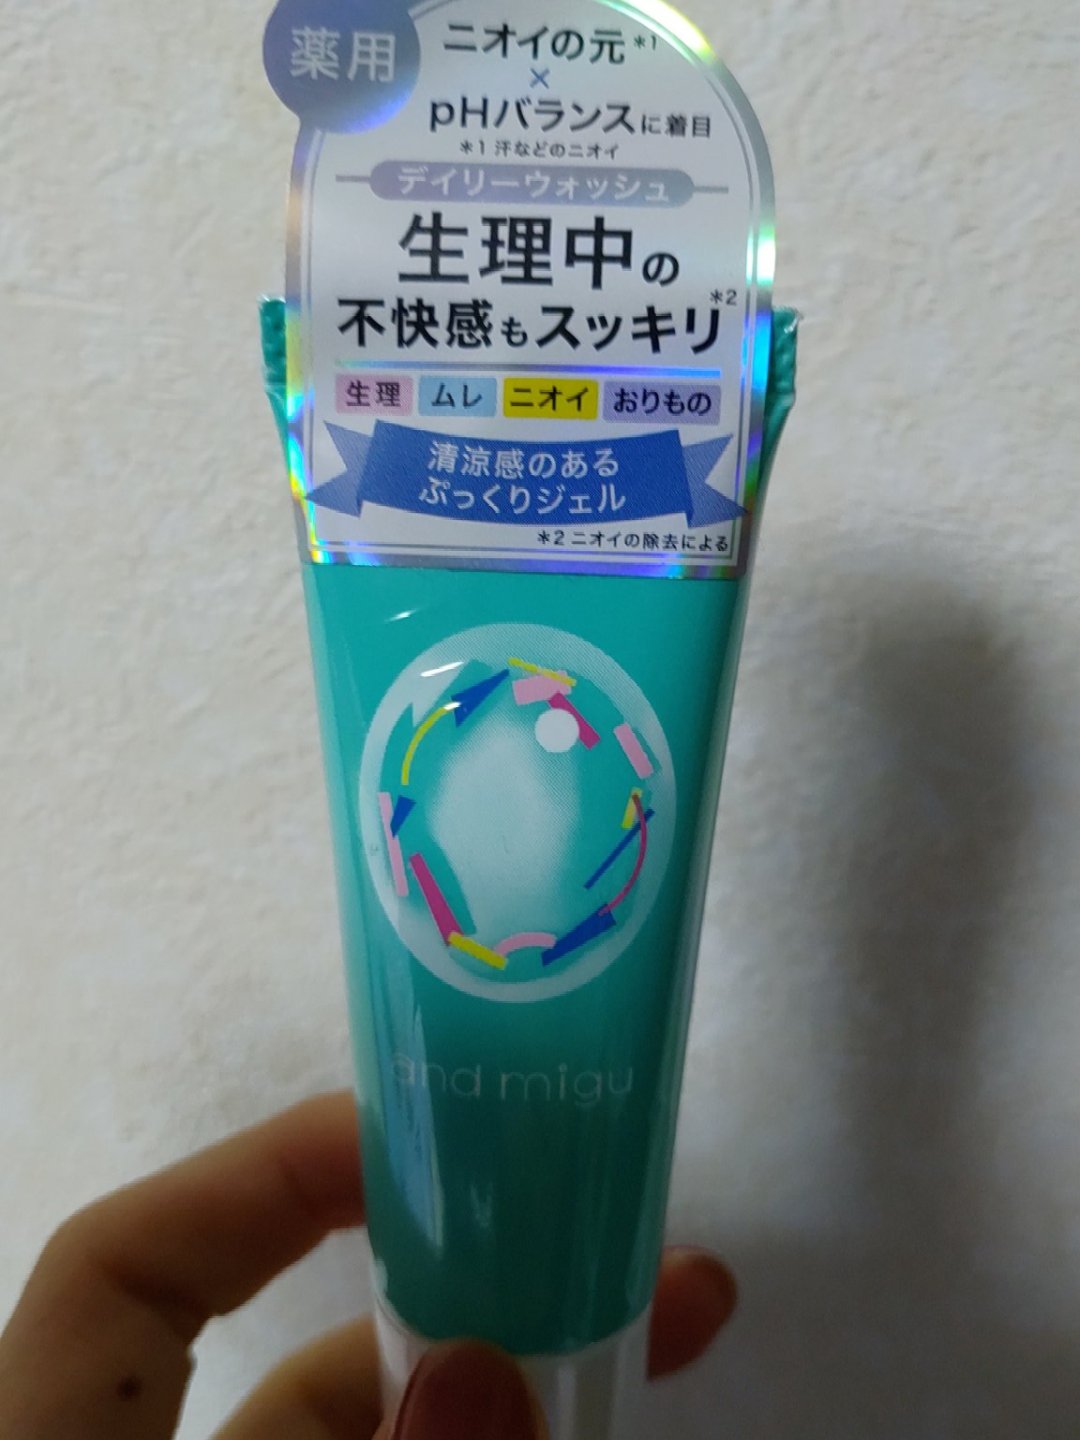 薬用
ニオイの元*1
×
pHバランスに着目
*1 汗などのニオイ
デイリーウォッシュ
生理中の
不快感もスッキリ*2
生理 ムレ ニオイ おりもの
清涼感のある
ぷっくりジェル
*2 ニオイの除去による
and migu